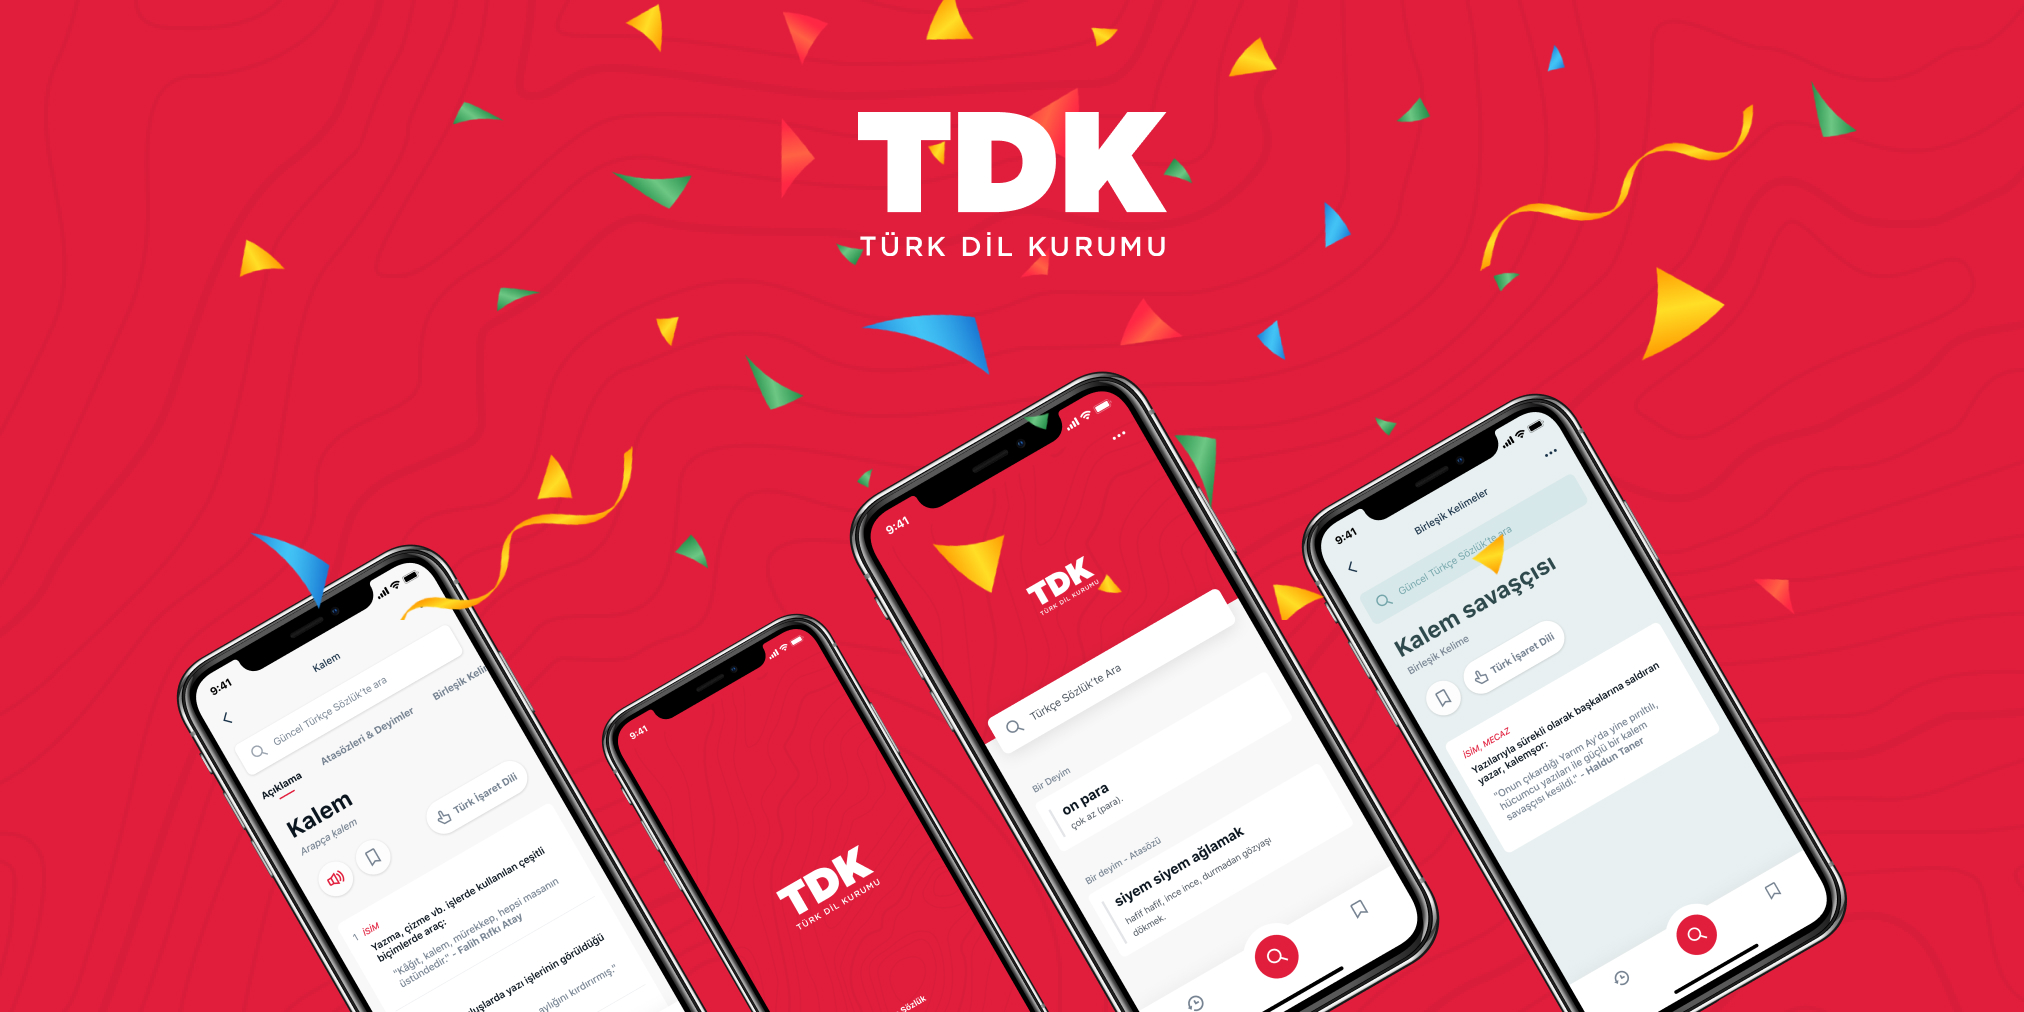 TDK
TÜRK DİL KURUMU
9:41
Kalem
Güncel Türkçe Sözlük'te ara
Açıklama
Atasözleri & Deyimler
Birleşik Keli
Kalem
Arapça ḳalem
Türk İşaret Dili
1 İSİM
Yazma, çizme vb. işlerde kullanılan çeşitli
biçimlerde araç:
"Kâğıt, kalem, mürekkep, hepsi masanın
üstündedir." - Falih Rıfkı Atay
luşlarda yazı işlerinin görüldüğü
aylığını kırdırırmış."
9:41
TDK
TÜRK DİL KURUMU
Sözlük
9:41
TDK
TÜRK DİL KURUMU
Türkçe Sözlük'te Ara
Bir Deyim
on para
çok az (para).
Bir deyim - Atasözü
siyem siyem ağlamak
hafif hafif, ince ince, durmadan gözyaşı
dökmek.
9:41
Birleşik Kelimeler
Güncel Türkçe Sözlük'te ara
Kalem savaşçısı
Birleşik Kelime
Türk İşaret Dili
İSİM, MECAZ
Yazılarıyla sürekli olarak başkalarına saldıran
yazar, kalemşor:
"Onun çıkardığı Yarım Ay'da yine pırıltılı,
hücumcu yazıları ile güçlü bir kalem
savaşçısı kesildi." - Haldun Taner